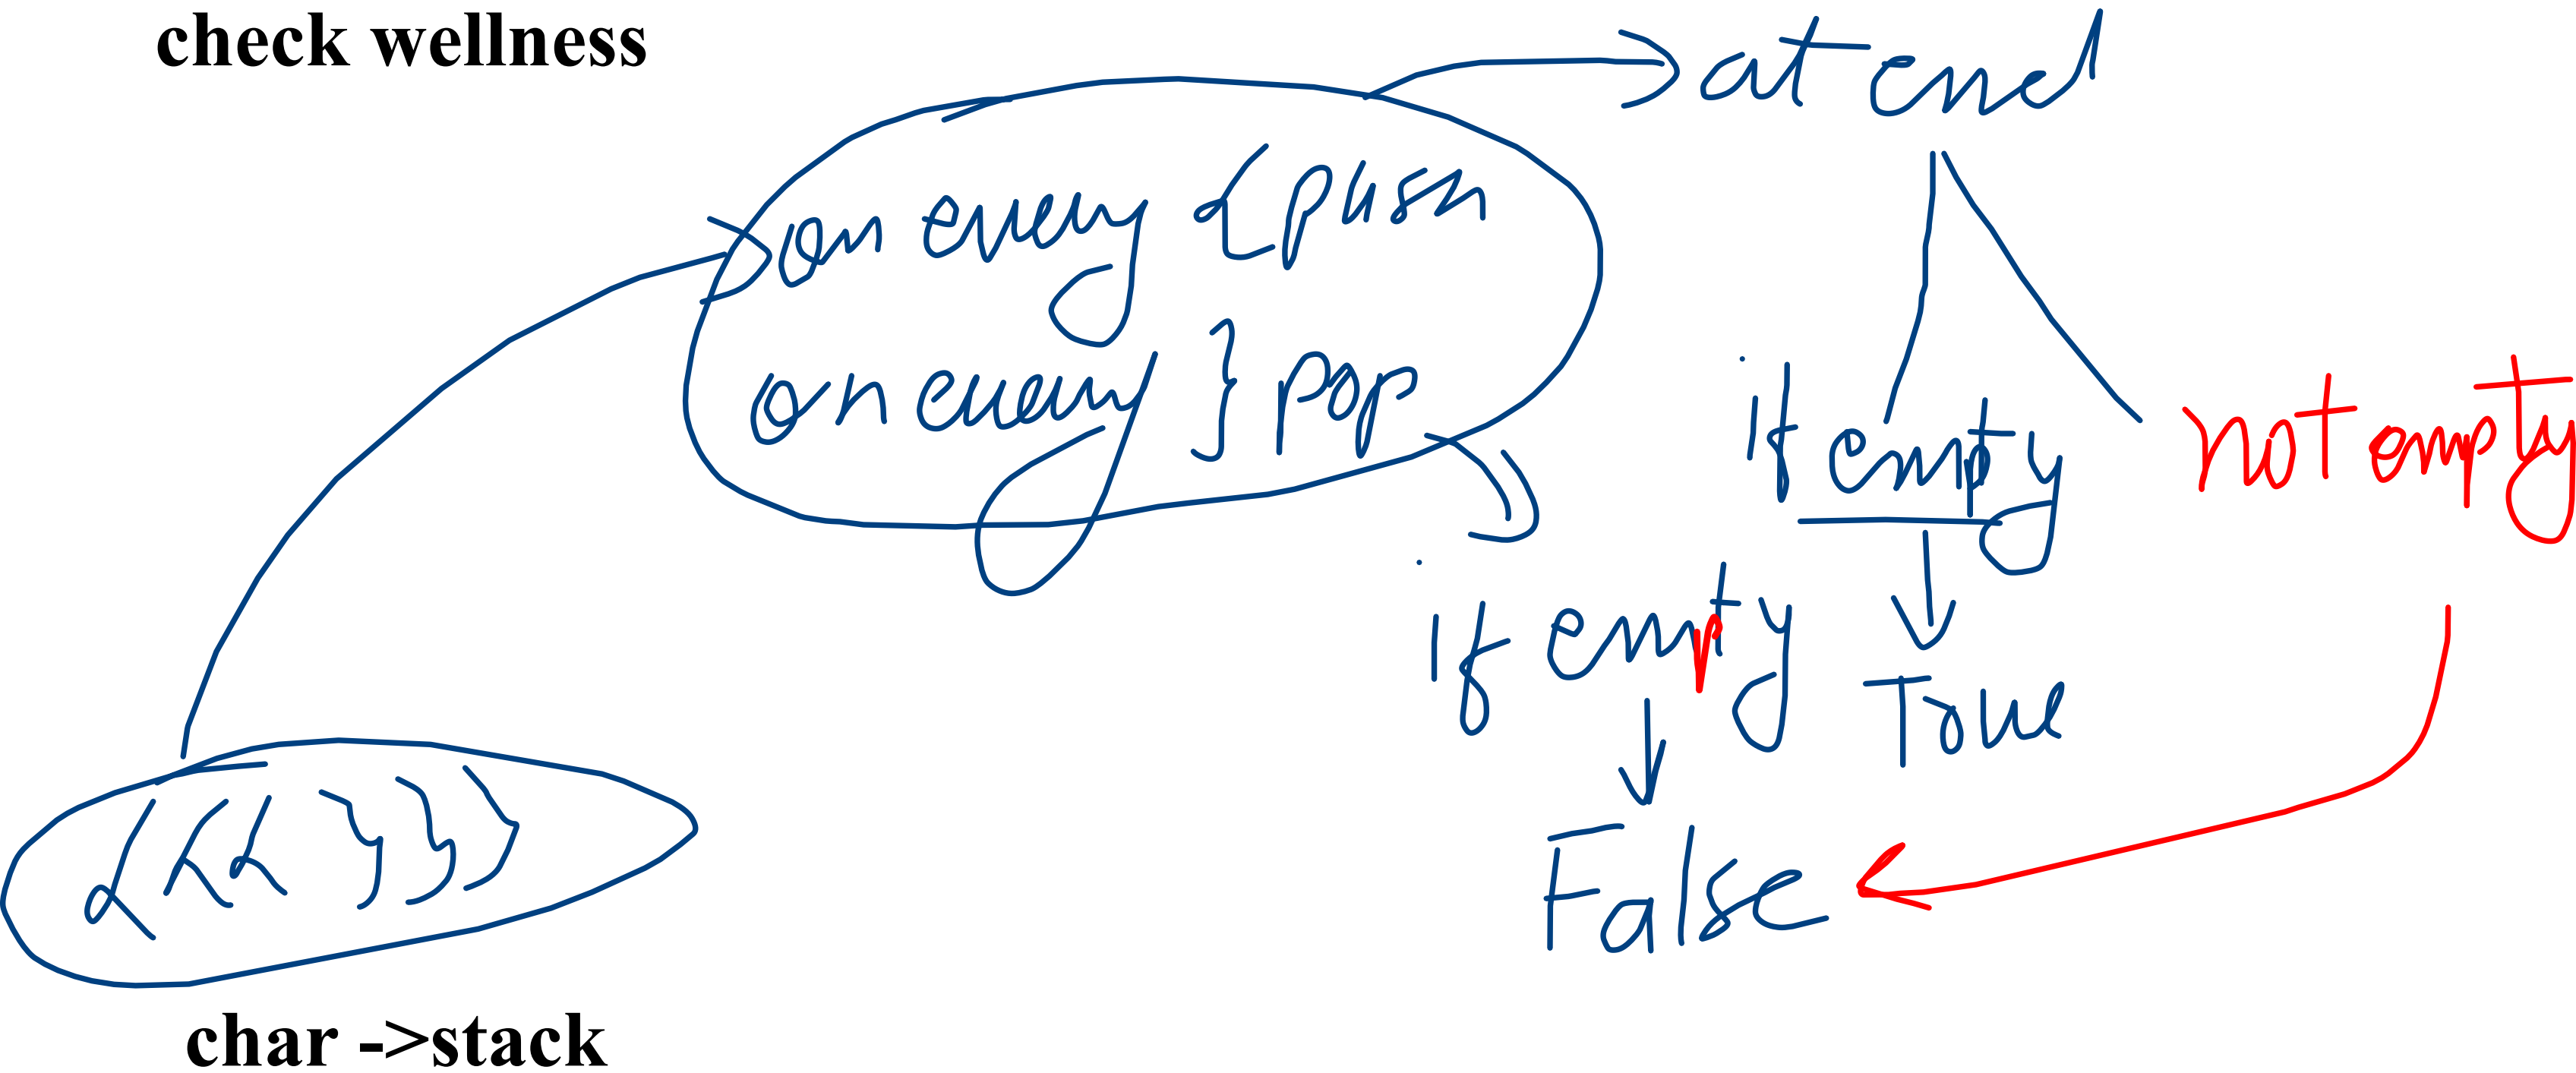 check wellness
at end
on every { push
on every } pop
if empty
not empty
if empty
True
False
{ { { } } }
char ->stack